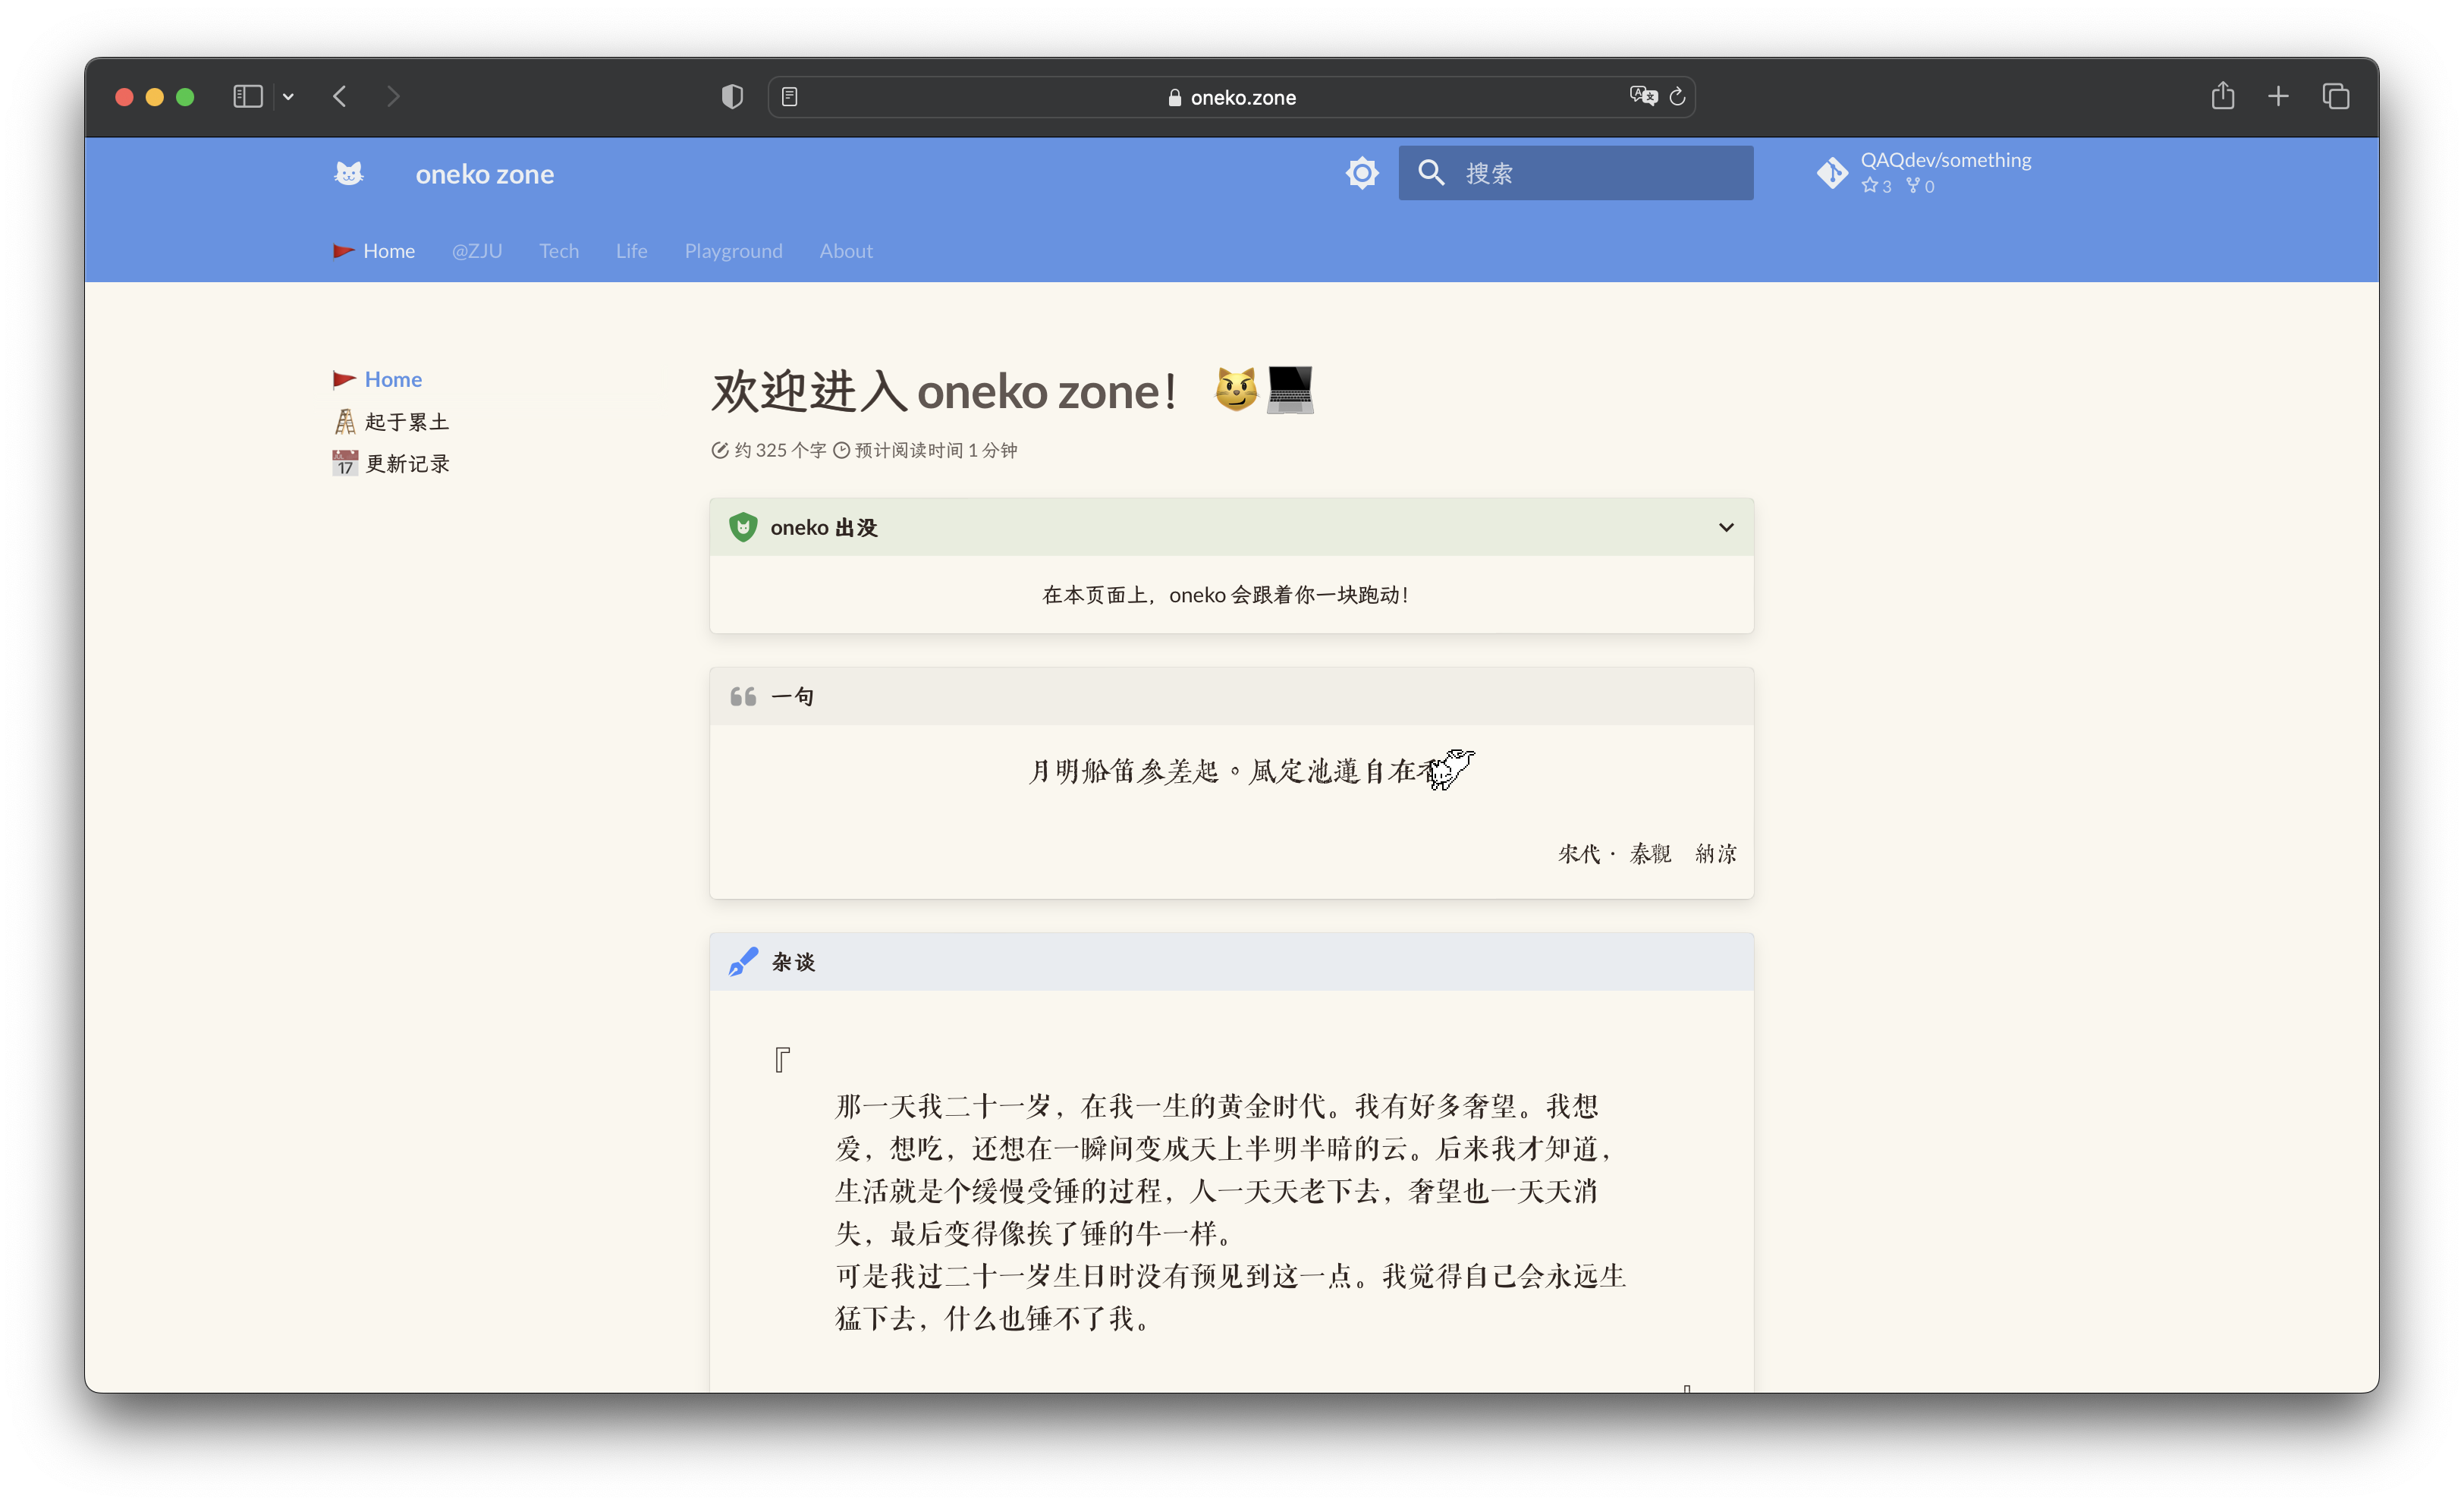 oneko.zone
oneko zone
搜索
QAQdev/something
3 0
Home @ZJU Tech Life Playground About
Home
起于累土
17 更新记录
欢迎进入 oneko zone！
约 325 个字 预计阅读时间 1 分钟
oneko 出没
在本页面上，oneko 会跟着你一块跑动！
一句
月明船笛參差起。風定池蓮自在
宋代 · 秦觀 納涼
杂谈
『
那一天我二十一岁，在我一生的黄金时代。我有好多奢望。我想
爱，想吃，还想在一瞬间变成天上半明半暗的云。后来我才知道，
生活就是个缓慢受锤的过程，人一天天老下去，奢望也一天天消
失，最后变得像挨了锤的牛一样。
可是我过二十一岁生日时没有预见到这一点。我觉得自己会永远生
猛下去，什么也锤不了我。